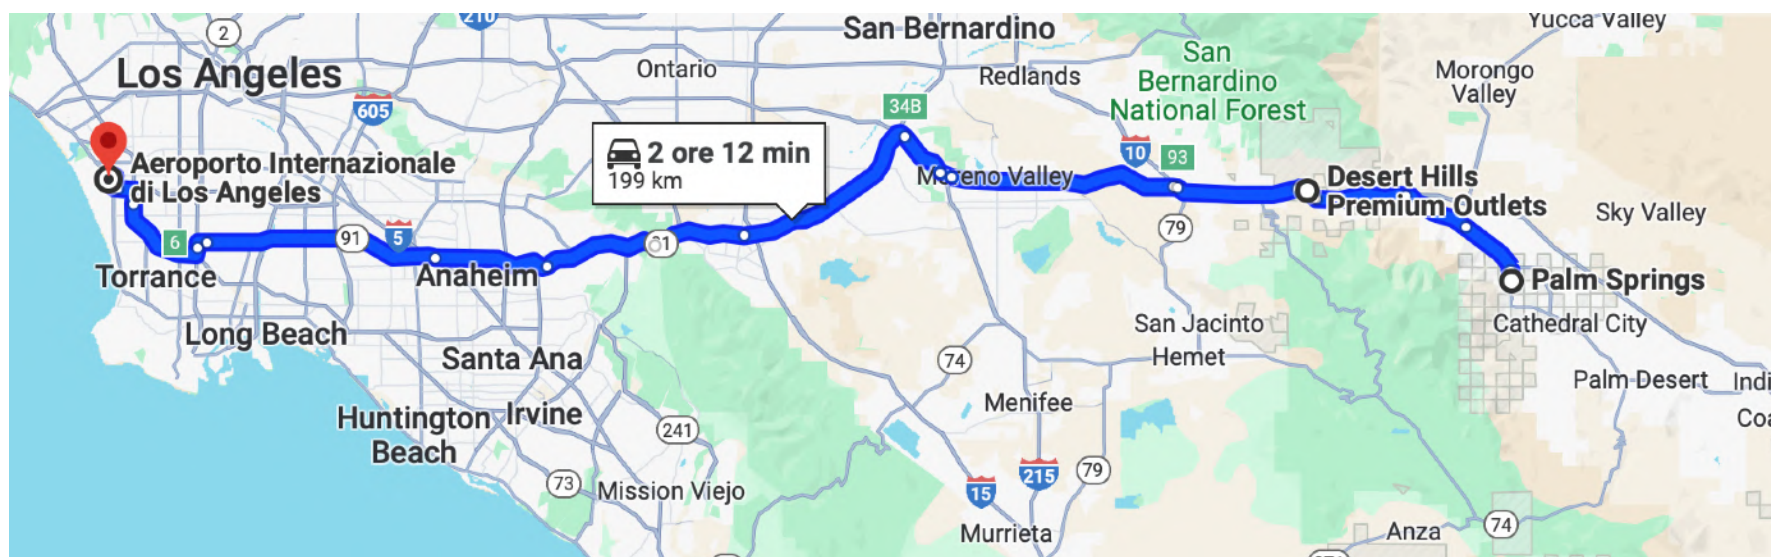 210
2
San Bernardino
Yucca Valley
Los Angeles
Ontario
Redlands
San
Bernardino
National Forest
Morongo
Valley
605
34B
2 ore 12 min
199 km
10
93
Aeroporto Internazionale
di Los Angeles
Moreno Valley
Desert Hills
Premium Outlets
Sky Valley
6
91
5
91
79
Torrance
Anaheim
Palm Springs
Long Beach
San Jacinto
Cathedral City
Santa Ana
Hemet
74
Palm Desert
Indi
Huntington
Beach
Irvine
Menifee
Coa
241
79
215
73
Mission Viejo
15
Murrieta
Anza
74